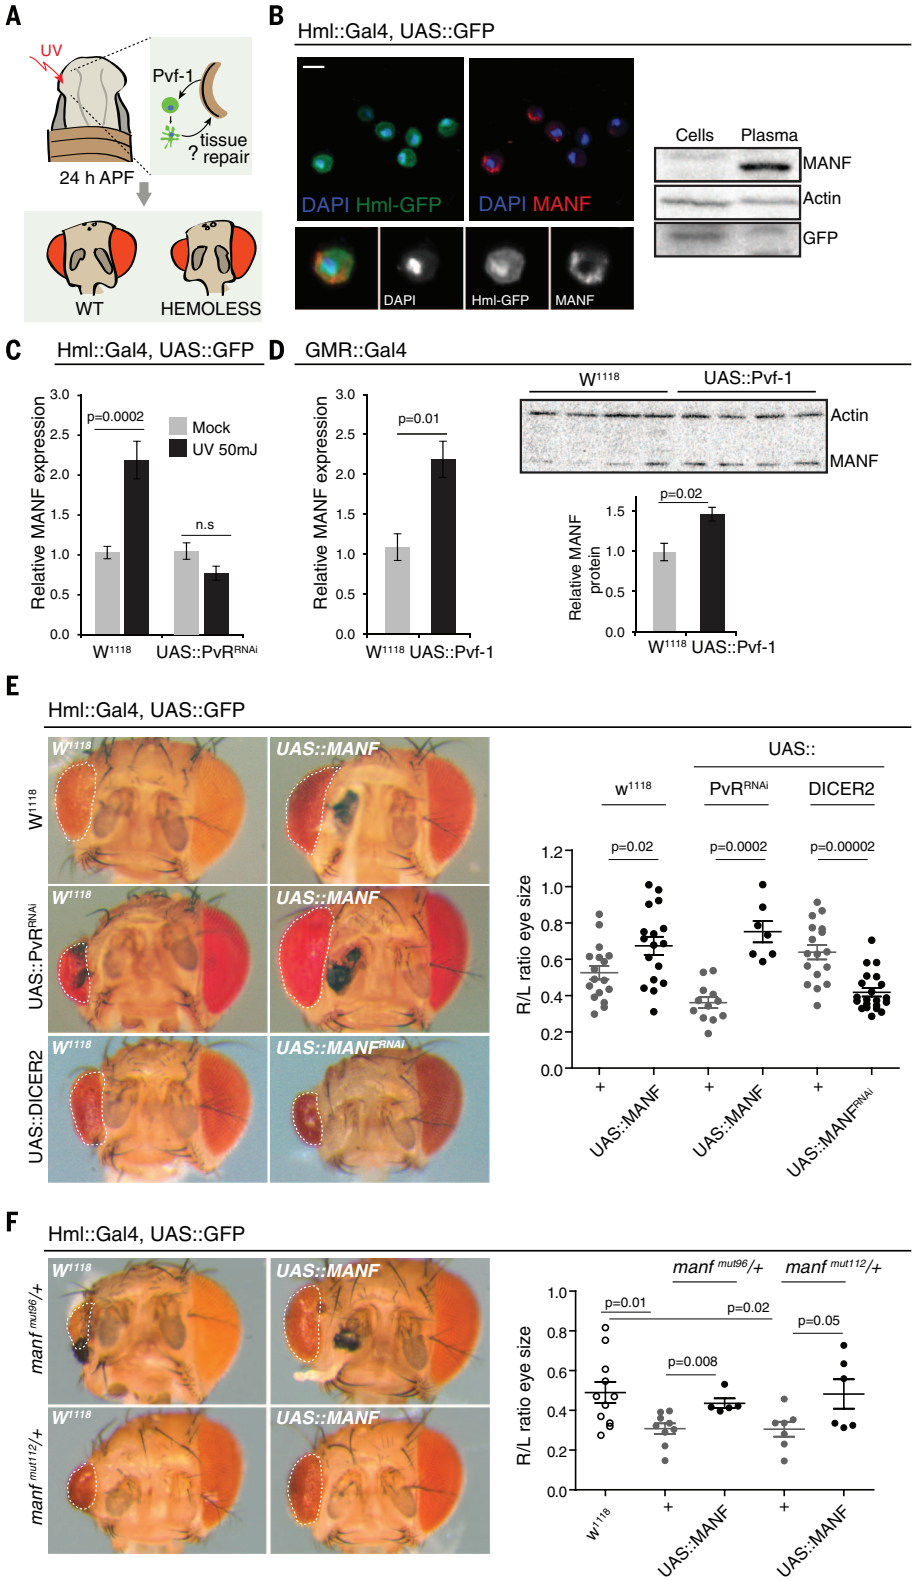 A
UV
Pvf-1
?
tissue
repair
24 h APF
WT
HEMOLESS
B
Hml::Gal4, UAS::GFP
DAPI Hml-GFP
DAPI MANF
DAPI
Hml-GFP
MANF
Cells
Plasma
MANF
Actin
GFP
C
Hml::Gal4, UAS::GFP
Relative MANF expression
3.0
2.5
2.0
1.5
1.0
0.5
0.0
p=0.0002
Mock
UV 50mJ
n.s
W1118
UAS::PvRRNAi
D
GMR::Gal4
Relative MANF expression
3.0
2.5
2.0
1.5
1.0
0.5
0.0
p=0.01
W1118 UAS::Pvf-1
W1118
UAS::Pvf-1
Actin
MANF
Relative MANF
protein
1.5
1.0
0.5
0.0
p=0.02
W1118 UAS::Pvf-1
E
Hml::Gal4, UAS::GFP
W1118
UAS::PvRRNAi
UAS::DICER2
W1118
UAS::MANF
W1118
UAS::MANF
W1118
UAS::MANFRNAi
UAS::
w1118
PvRRNAi
DICER2
p=0.02
p=0.0002
p=0.00002
R/L ratio eye size
1.2
1.0
0.8
0.6
0.4
0.2
0.0
+
UAS::MANF
+
UAS::MANF
+
UAS::MANFRNAi
F
Hml::Gal4, UAS::GFP
manf mut96/+
manf mut112/+
W1118
UAS::MANF
W1118
UAS::MANF
manf mut96/+
manf mut112/+
p=0.01
p=0.02
p=0.05
p=0.008
R/L ratio eye size
1.0
0.8
0.6
0.4
0.2
0.0
w1118
+
UAS::MANF
+
UAS::MANF